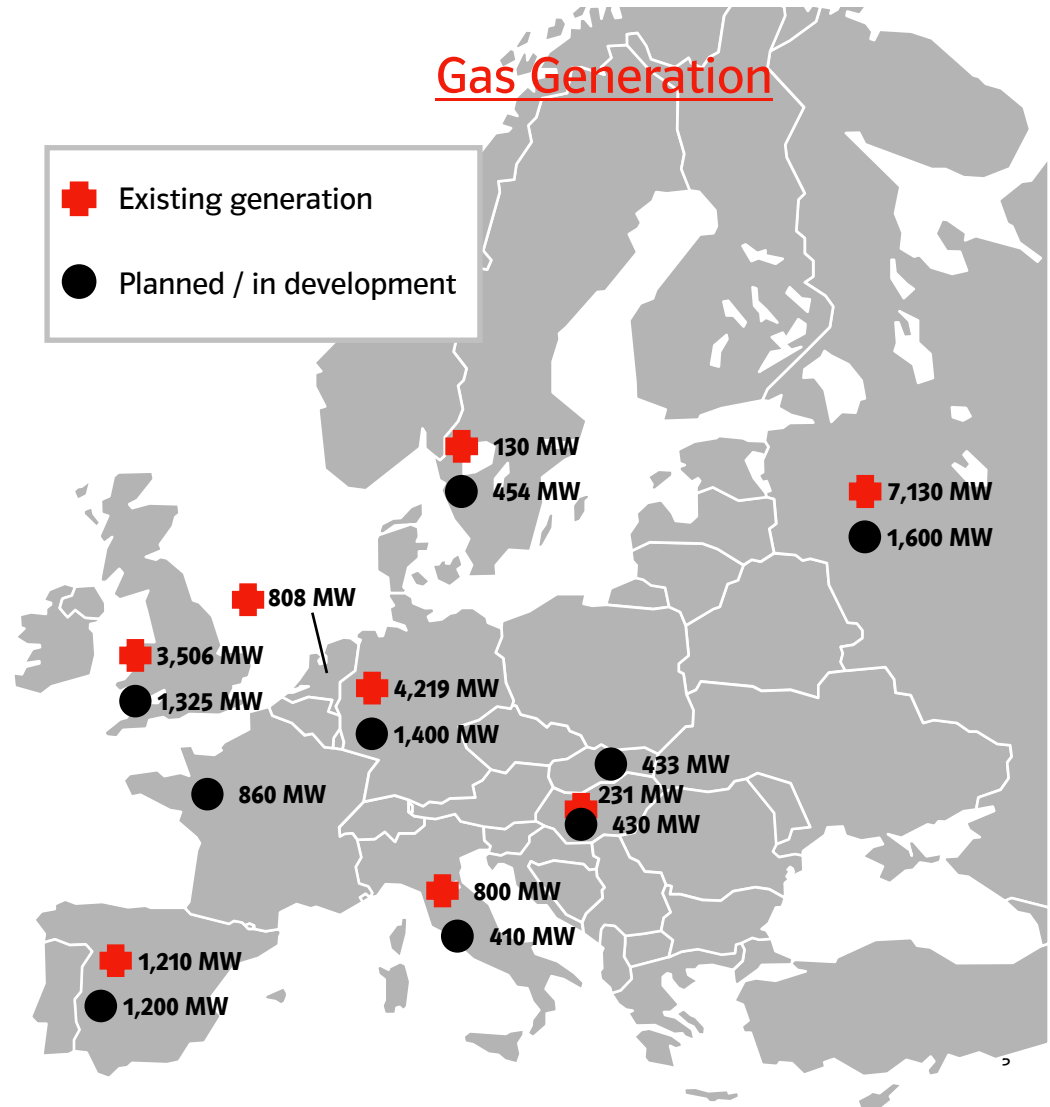 Gas Generation
Existing generation
Planned / in development
130 MW
454 MW
7,130 MW
1,600 MW
808 MW
3,506 MW
1,325 MW
4,219 MW
1,400 MW
433 MW
231 MW
430 MW
860 MW
800 MW
410 MW
1,210 MW
1,200 MW